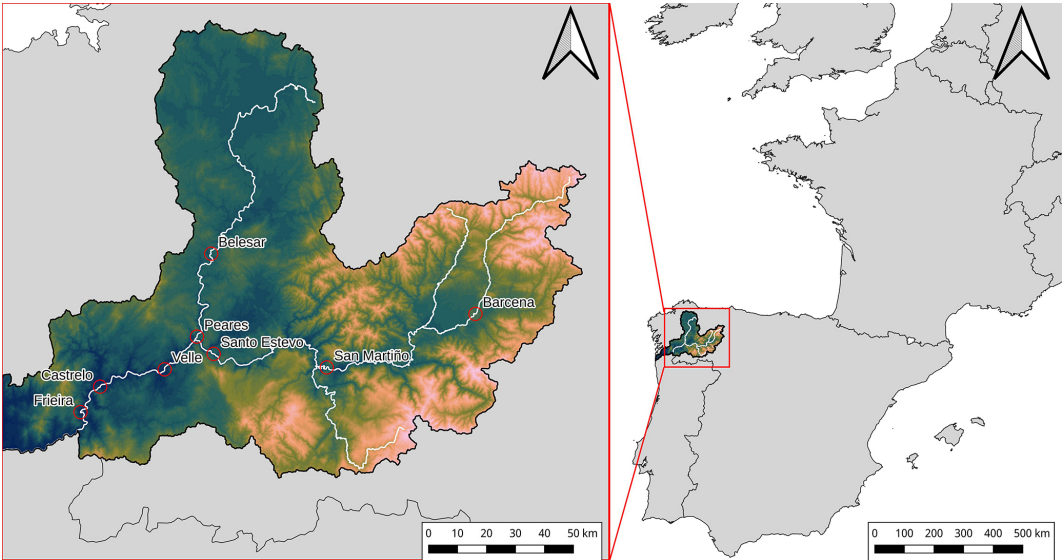 Belesar
Barcena
Peares
Santo Estevo
Velle
San Martiño
Castrelo
Frieira
0 10 20 30 40 50 km
0 100 200 300 400 500 km